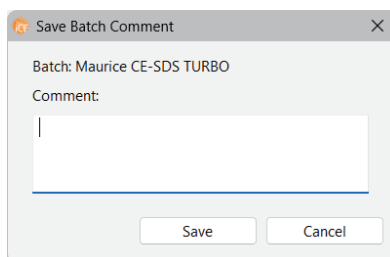 Save Batch Comment
Batch: Maurice CE-SDS TURBO
Comment:
Save
Cancel